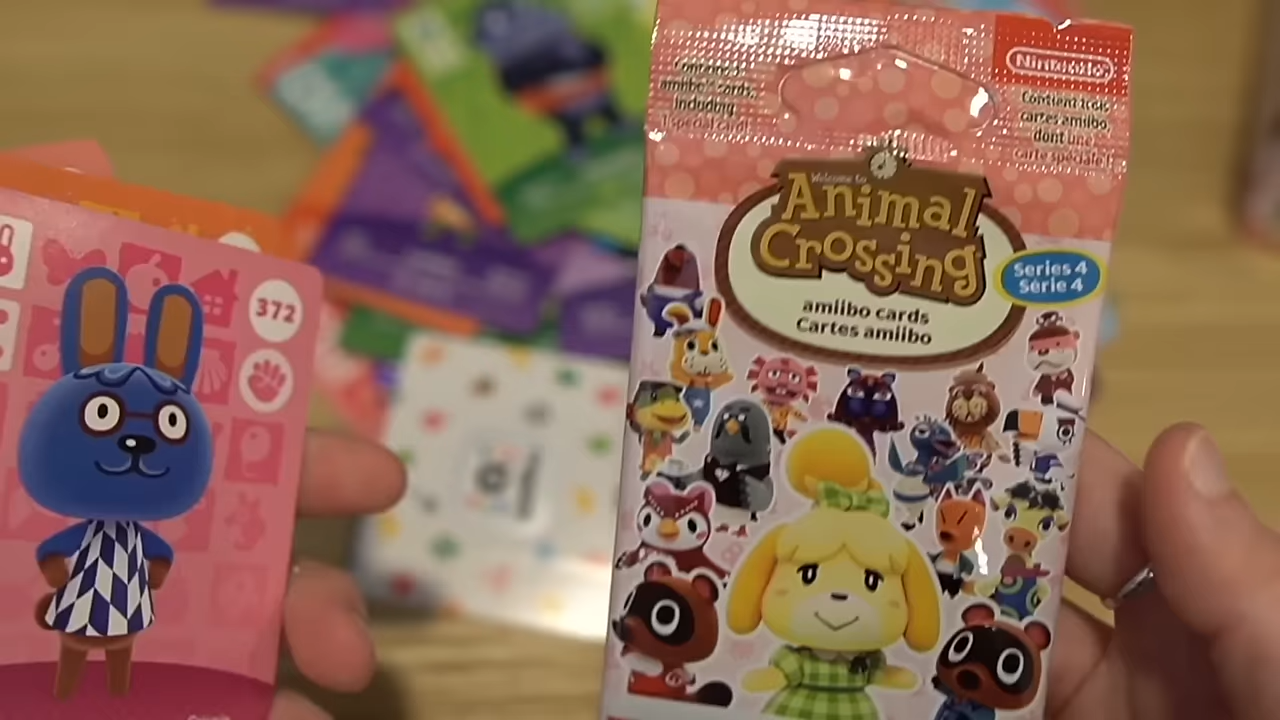 Contains 3
amiibo cards,
including
1 special card!
Nintendo
Contient trois
cartes amiibo,
dont une
carte spéciale !
Welcome to
Animal
Crossing
Series 4
Série 4
amiibo cards
Cartes amiibo
372